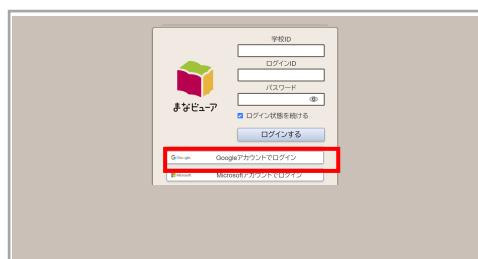 学校ID
ログインID
パスワード
まなビューア
ログイン状態を続ける
ログインする
Google Googleアカウントでログイン
Microsoft Microsoftアカウントでログイン